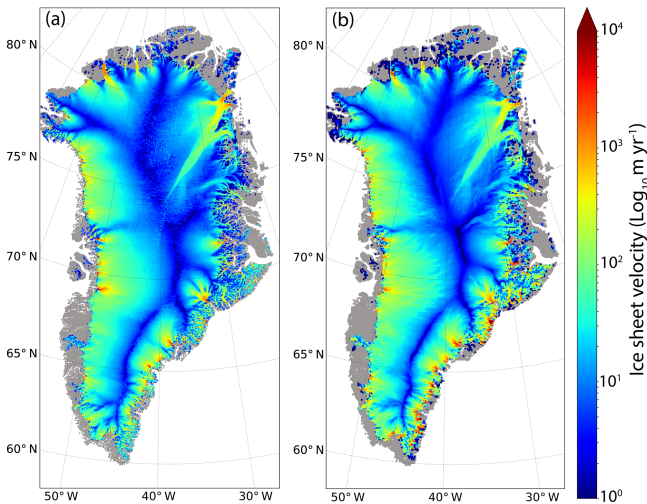 (a)
(b)
80° N
75° N
70° N
65° N
60° N
50° W
40° W
30° W
80° N
75° N
70° N
65° N
60° N
50° W
40° W
30° W
10⁴
10³
10²
10¹
10⁰
Ice sheet velocity (Log₁₀ m yr⁻¹)